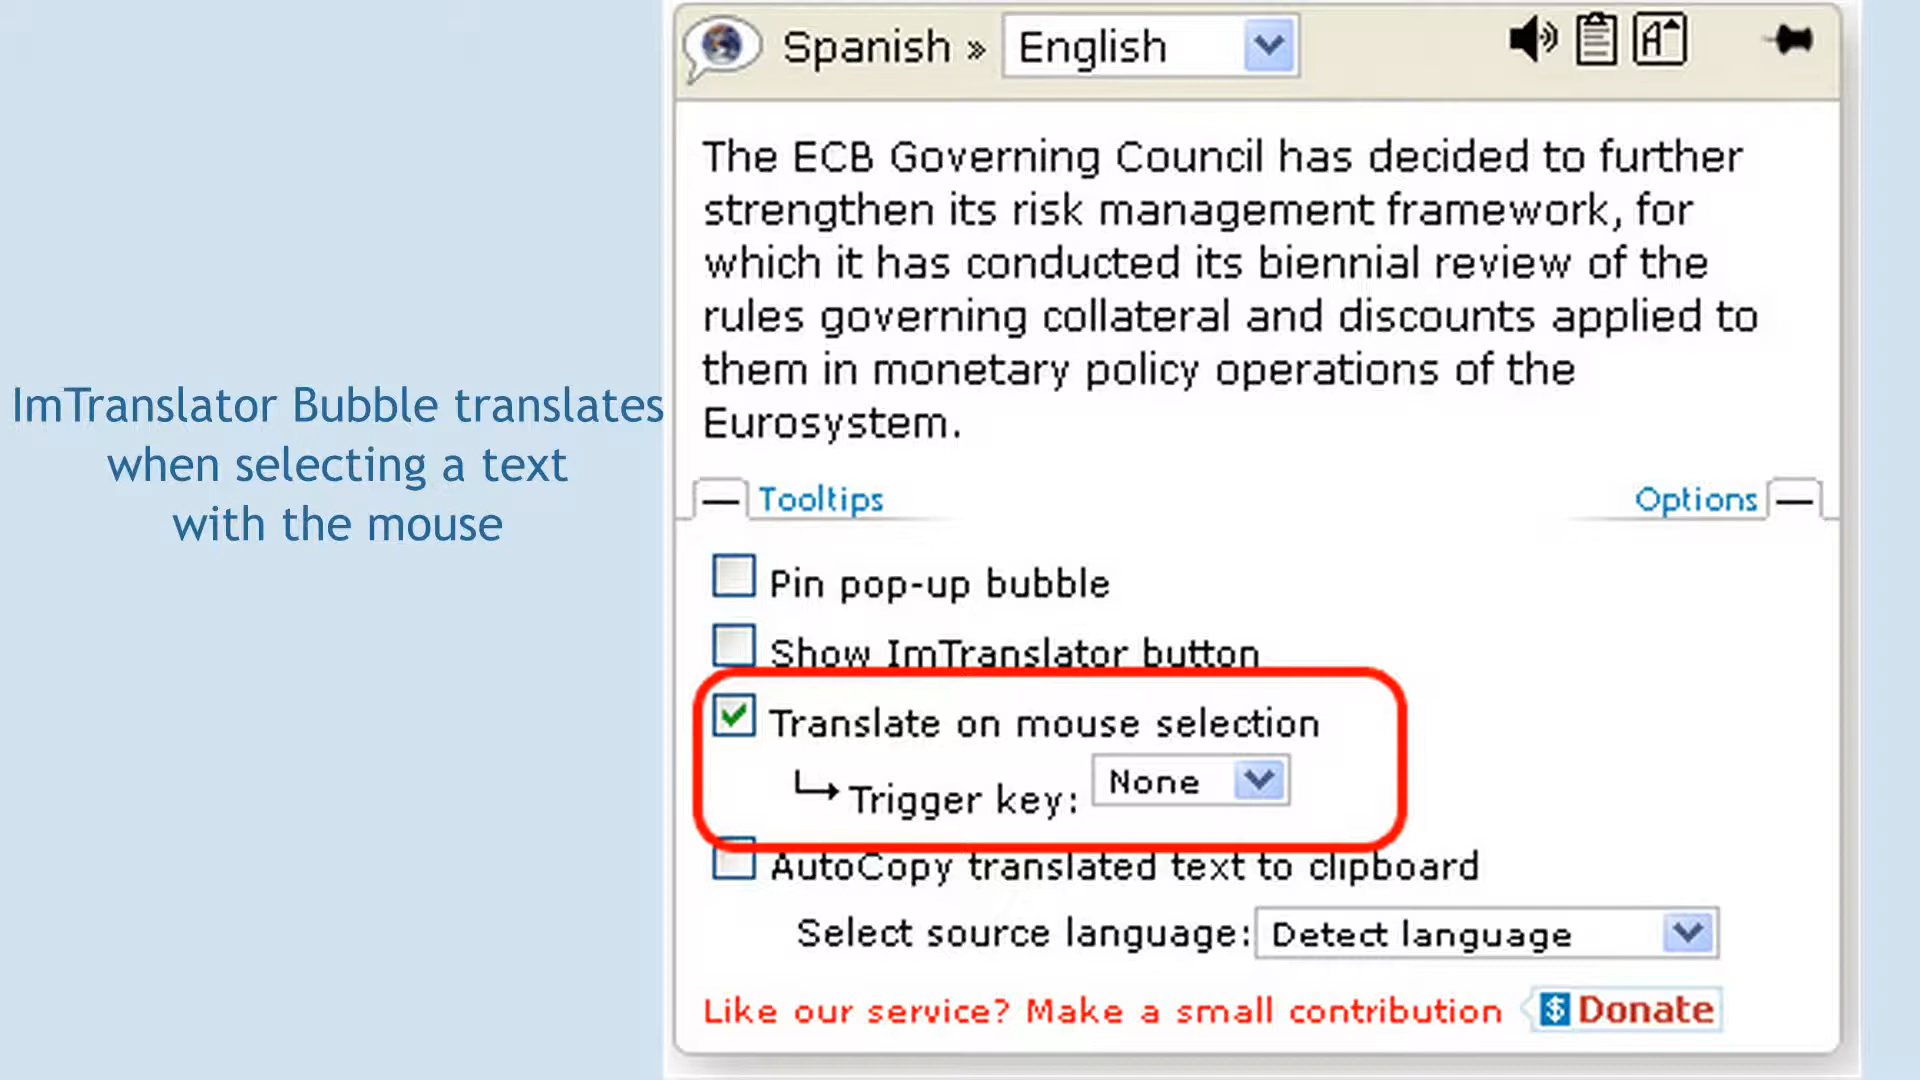 Spanish » English
The ECB Governing Council has decided to further
strengthen its risk management framework, for
which it has conducted its biennial review of the
rules governing collateral and discounts applied to
them in monetary policy operations of the
Eurosystem.
ImTranslator Bubble translates
when selecting a text
with the mouse
Tooltips
Options
Pin pop-up bubble
Show ImTranslator button
Translate on mouse selection
Trigger key: None
AutoCopy translated text to clipboard
Select source language: Detect language
Like our service? Make a small contribution $ Donate